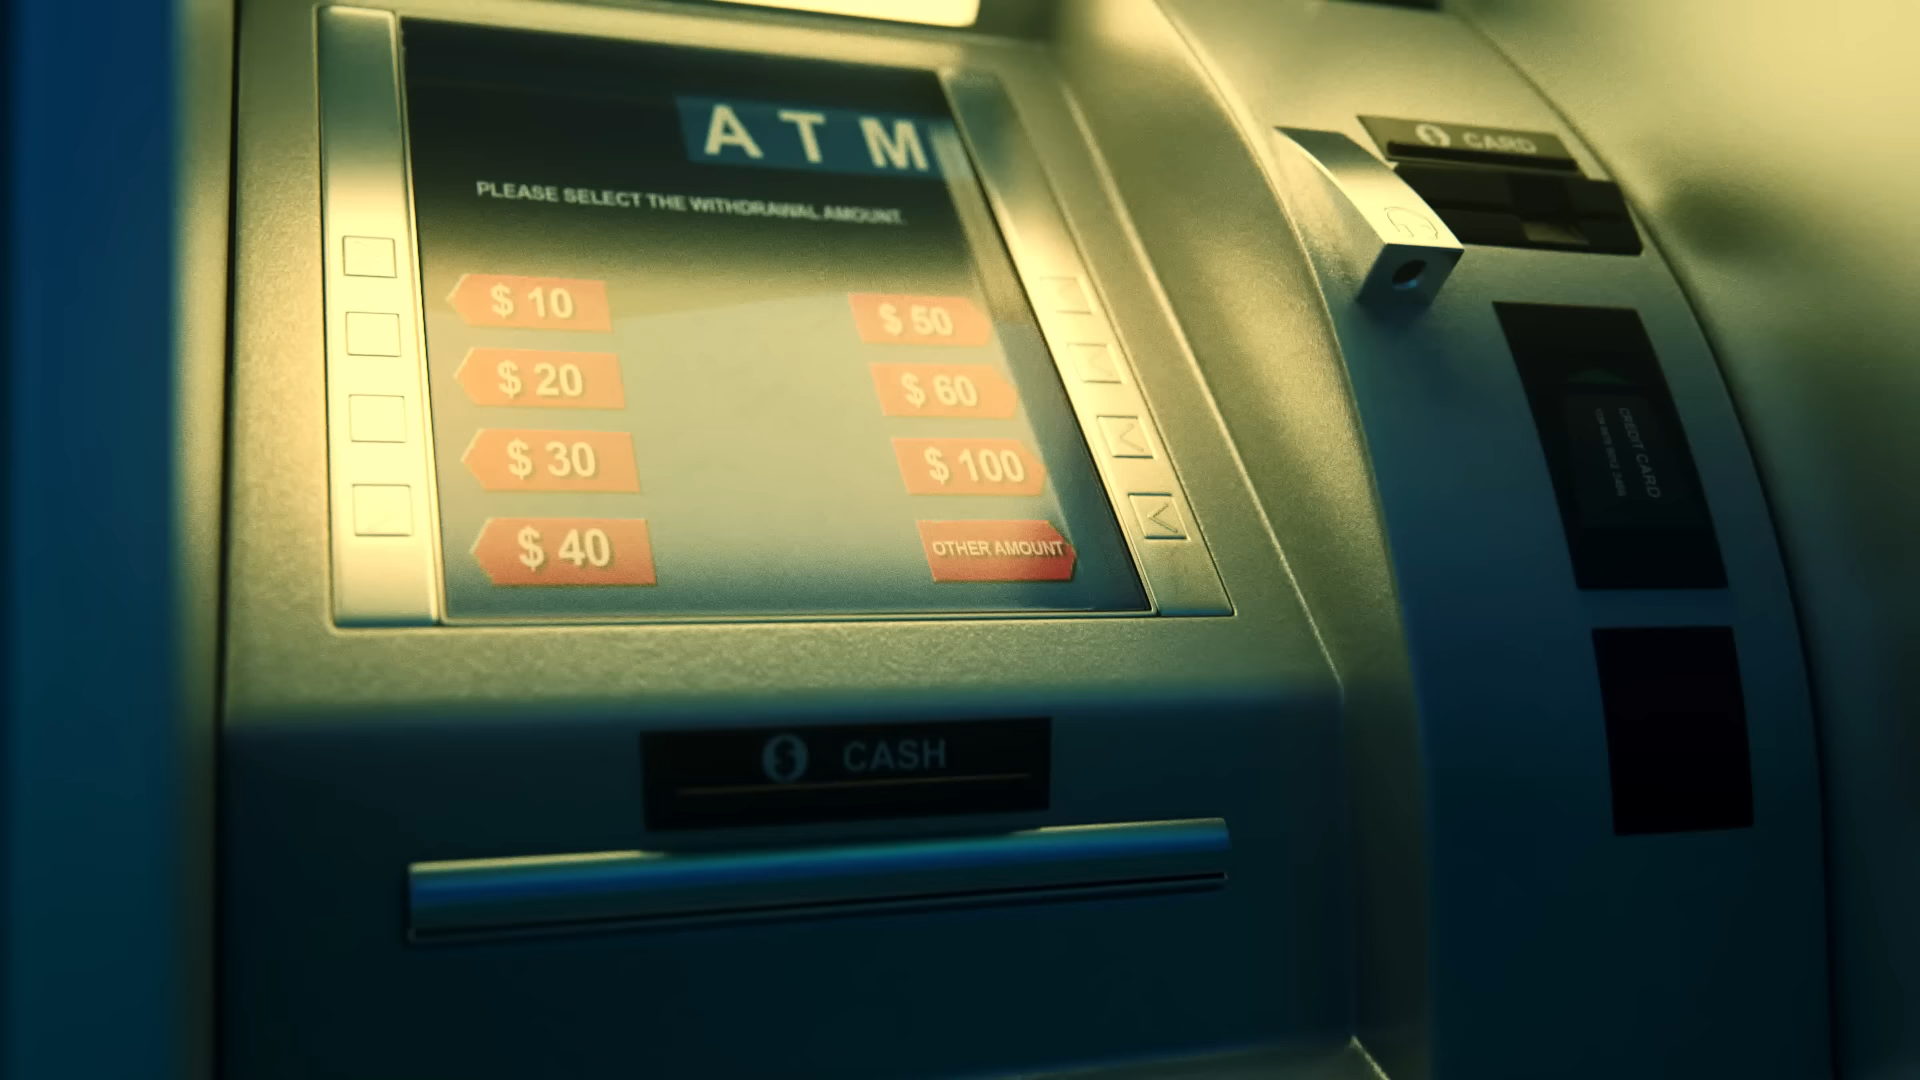 ATM
PLEASE SELECT THE WITHDRAWAL AMOUNT.
$ 10
$ 50
$ 20
$ 60
$ 30
$ 100
$ 40
OTHER AMOUNT
CARD
CREDIT CARD
CASH